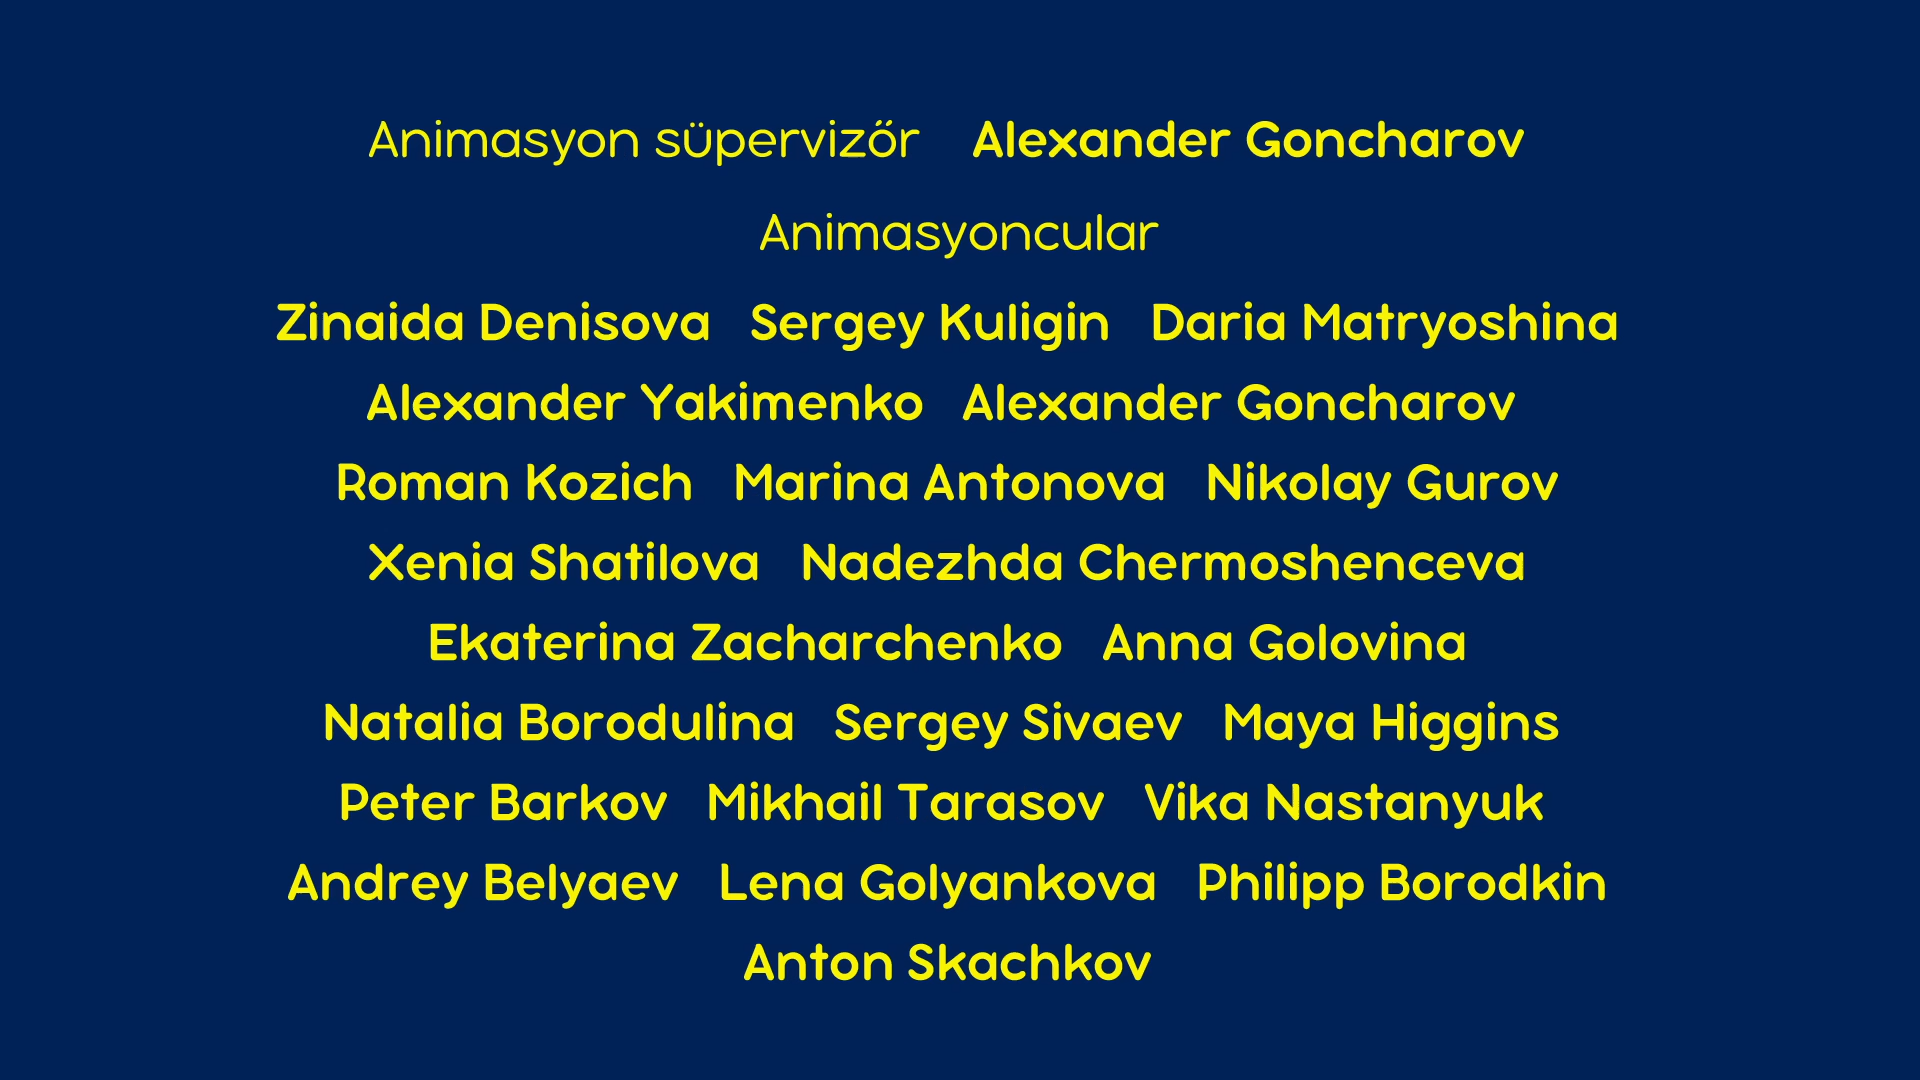 Animasyon süpervizőr Alexander Goncharov
Animasyoncular
Zinaida Denisova Sergey Kuligin Daria Matryoshina
Alexander Yakimenko Alexander Goncharov
Roman Kozich Marina Antonova Nikolay Gurov
Xenia Shatilova Nadezhda Chermoshenceva
Ekaterina Zacharchenko Anna Golovina
Natalia Borodulina Sergey Sivaev Maya Higgins
Peter Barkov Mikhail Tarasov Vika Nastanyuk
Andrey Belyaev Lena Golyankova Philipp Borodkin
Anton Skachkov